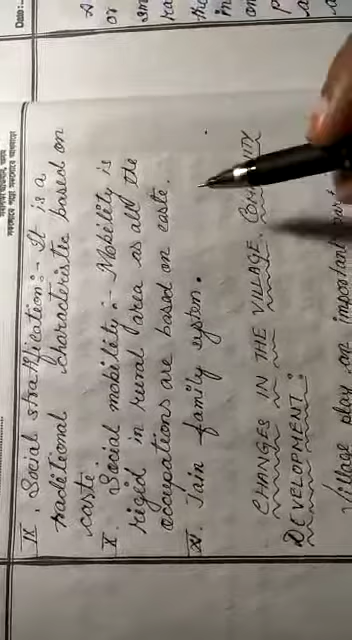 Date:
IX. Social stratification:- It is a
traditional characteristic based on
caste.
X. Social mobility:- Mobility is
rigid in rural area as all the
occupations are based on caste.
XI. Join family system.
CHANGES IN THE VILLAGE.
DEVELOPMENT:
Village play an important part